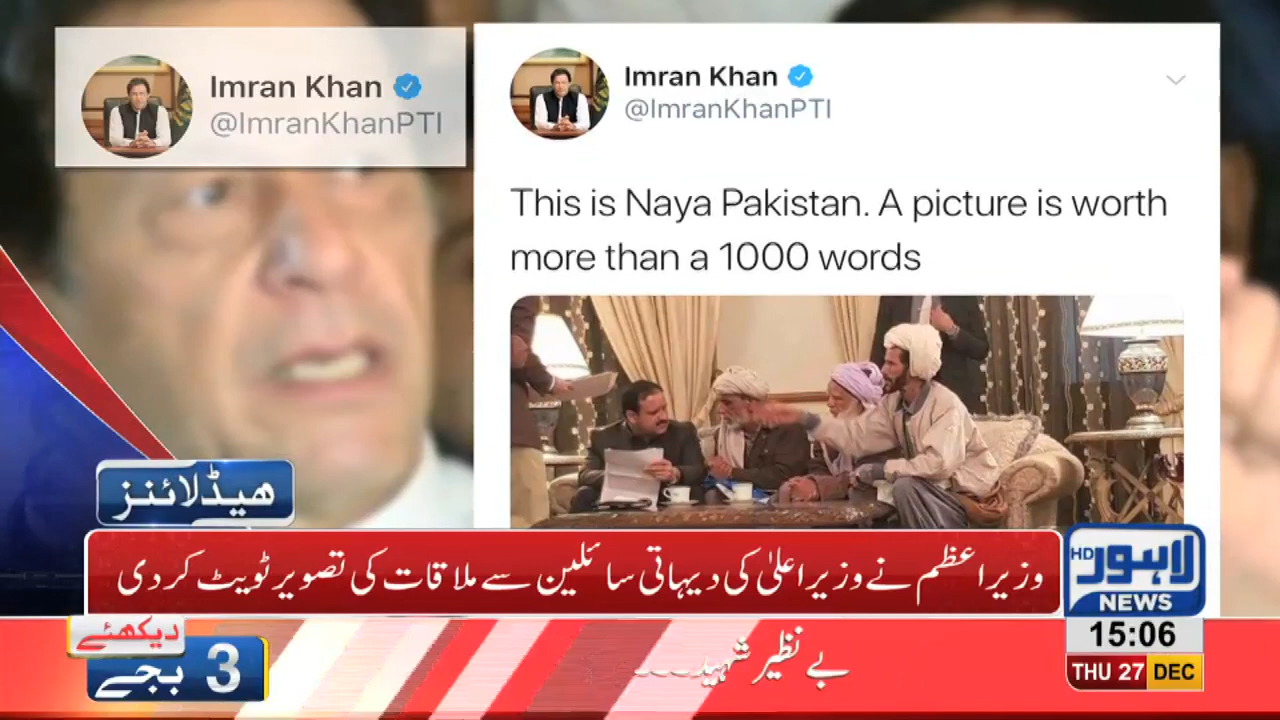 Imran Khan
@ImranKhanPTI
Imran Khan
@ImranKhanPTI
This is Naya Pakistan. A picture is worth
more than a 1000 words
ہیڈلائنز
وزیراعظم نے وزیراعلیٰ کی دیہاتی سائلین سے ملاقات کی تصویر ٹویٹ کردی
HD لاہور
NEWS
15:06
THU 27 DEC
دیکھئے
3 بجے
بے نظیر شہید۔۔۔